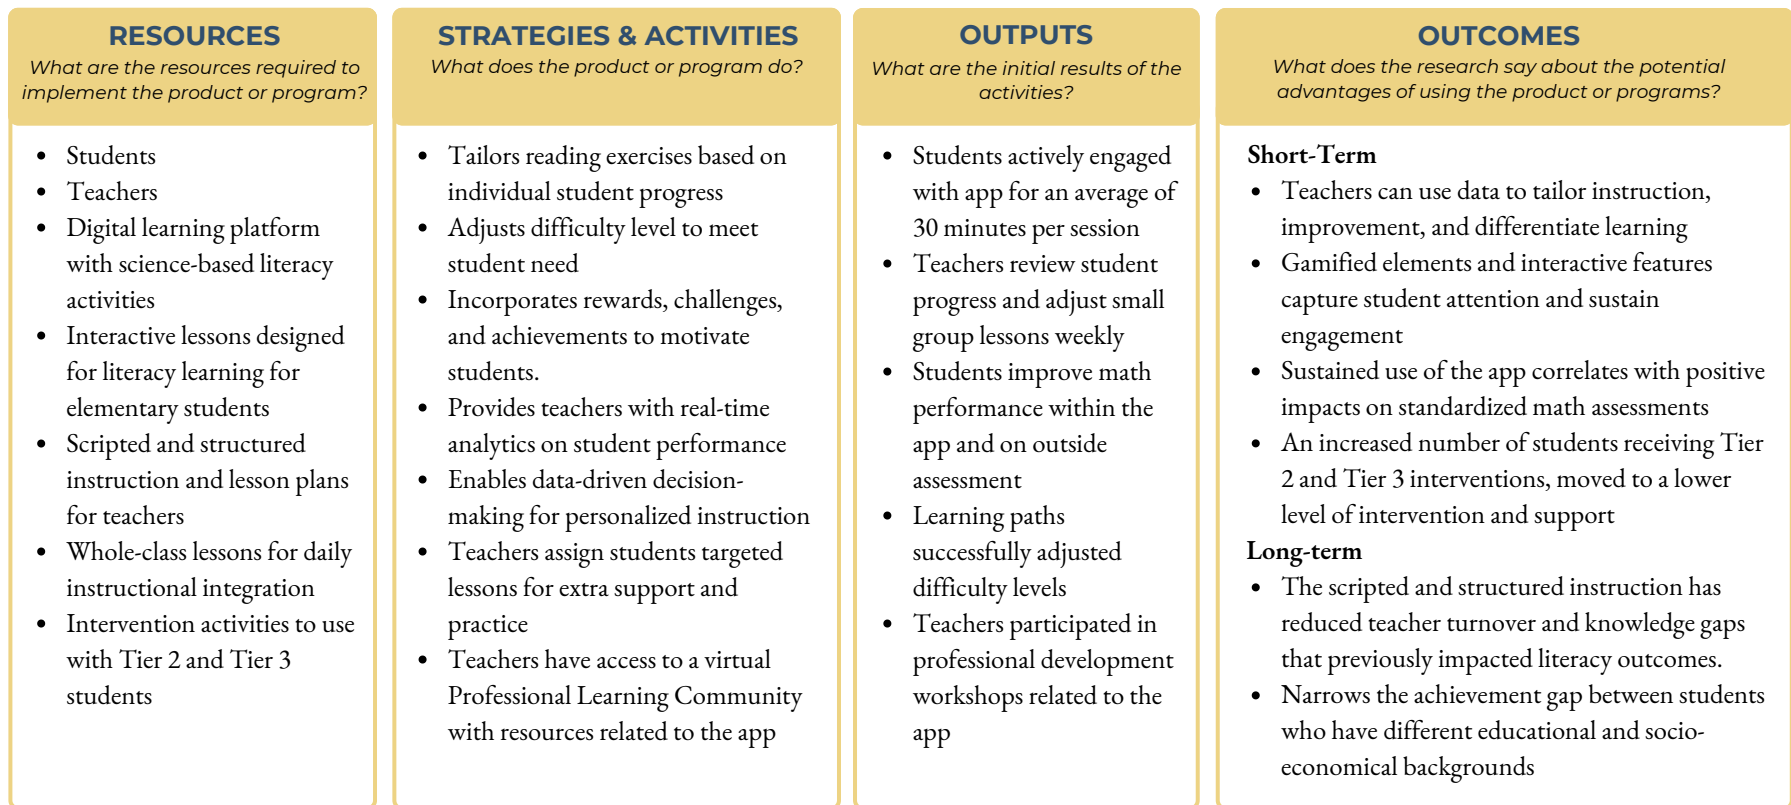 RESOURCES
What are the resources required to
implement the product or program?
• Students
• Teachers
• Digital learning platform
with science-based literacy
activities
• Interactive lessons designed
for literacy learning for
elementary students
• Scripted and structured
instruction and lesson plans
for teachers
• Whole-class lessons for daily
instructional integration
• Intervention activities to use
with Tier 2 and Tier 3
students
STRATEGIES & ACTIVITIES
What does the product or program do?
• Tailors reading exercises based on
individual student progress
• Adjusts difficulty level to meet
student need
• Incorporates rewards, challenges,
and achievements to motivate
students.
• Provides teachers with real-time
analytics on student performance
• Enables data-driven decision-
making for personalized instruction
• Teachers assign students targeted
lessons for extra support and
practice
• Teachers have access to a virtual
Professional Learning Community
with resources related to the app
OUTPUTS
What are the initial results of the
activities?
• Students actively engaged
with app for an average of
30 minutes per session
• Teachers review student
progress and adjust small
group lessons weekly
• Students improve math
performance within the
app and on outside
assessment
• Learning paths
successfully adjusted
difficulty levels
• Teachers participated in
professional development
workshops related to the
app
OUTCOMES
What does the research say about the potential
advantages of using the product or programs?
Short-Term
• Teachers can use data to tailor instruction,
improvement, and differentiate learning
• Gamified elements and interactive features
capture student attention and sustain
engagement
• Sustained use of the app correlates with positive
impacts on standardized math assessments
• An increased number of students receiving Tier
2 and Tier 3 interventions, moved to a lower
level of intervention and support
Long-term
• The scripted and structured instruction has
reduced teacher turnover and knowledge gaps
that previously impacted literacy outcomes.
• Narrows the achievement gap between students
who have different educational and socio-
economical backgrounds